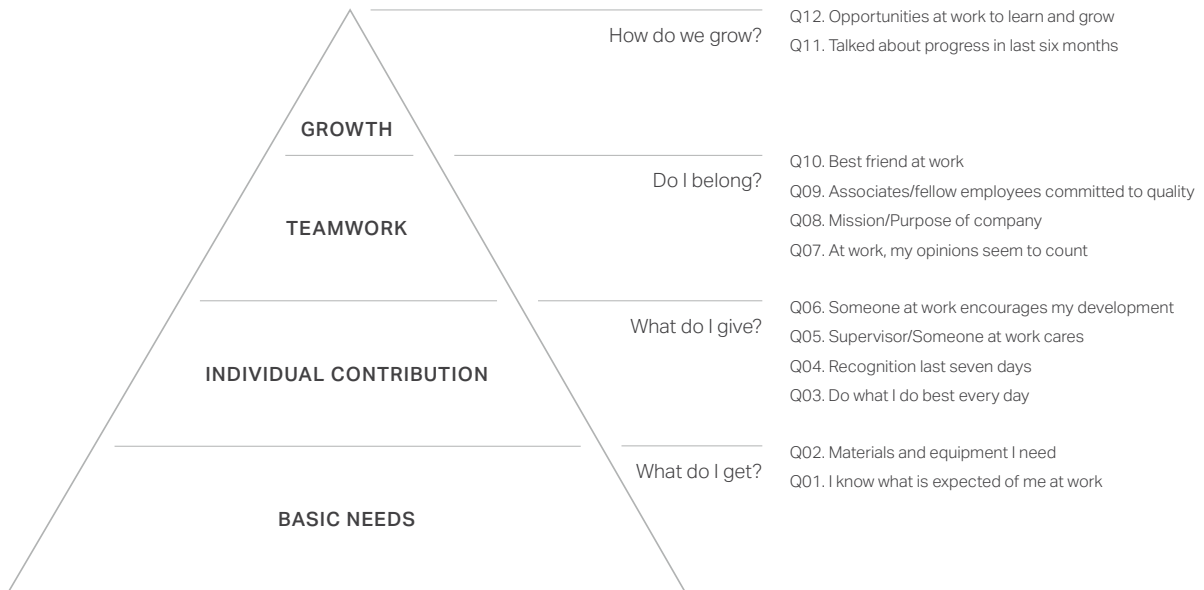 How do we grow?
Q12. Opportunities at work to learn and grow
Q11. Talked about progress in last six months
GROWTH
Do I belong?
Q10. Best friend at work
Q09. Associates/fellow employees committed to quality
Q08. Mission/Purpose of company
Q07. At work, my opinions seem to count
TEAMWORK
What do I give?
Q06. Someone at work encourages my development
Q05. Supervisor/Someone at work cares
Q04. Recognition last seven days
Q03. Do what I do best every day
INDIVIDUAL CONTRIBUTION
What do I get?
Q02. Materials and equipment I need
Q01. I know what is expected of me at work
BASIC NEEDS